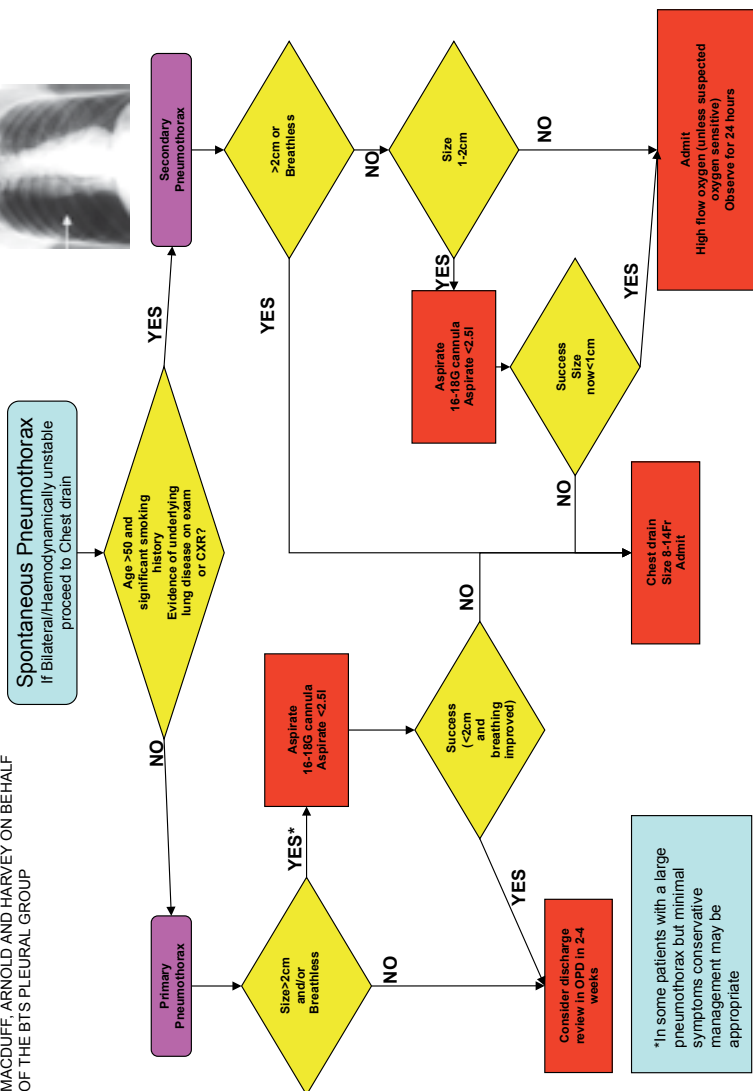 MACDUFF, ARNOLD AND HARVEY ON BEHALF
OF THE BTS PLEURAL GROUP
Spontaneous Pneumothorax
If Bilateral/Haemodynamically unstable
proceed to Chest drain
Age >50 and
significant smoking
history
Evidence of underlying
lung disease on exam
or CXR?
NO
YES
Primary
Pneumothorax
Secondary
Pneumothorax
Size>2cm
and/or
Breathless
YES*
NO
Aspirate
16-18G cannula
Aspirate <2.5l
Success
(<2cm
and
breathing
improved)
YES
NO
Consider discharge
review in OPD in 2-4
weeks
>2cm or
Breathless
YES
NO
Size
1-2cm
YES
NO
Aspirate
16-18G cannula
Aspirate <2.5l
Success
Size
now<1cm
NO
YES
Chest drain
Size 8-14Fr
Admit
Admit
High flow oxygen (unless suspected
oxygen sensitive)
Observe for 24 hours
*In some patients with a large
pneumothorax but minimal
symptoms conservative
management may be
appropriate